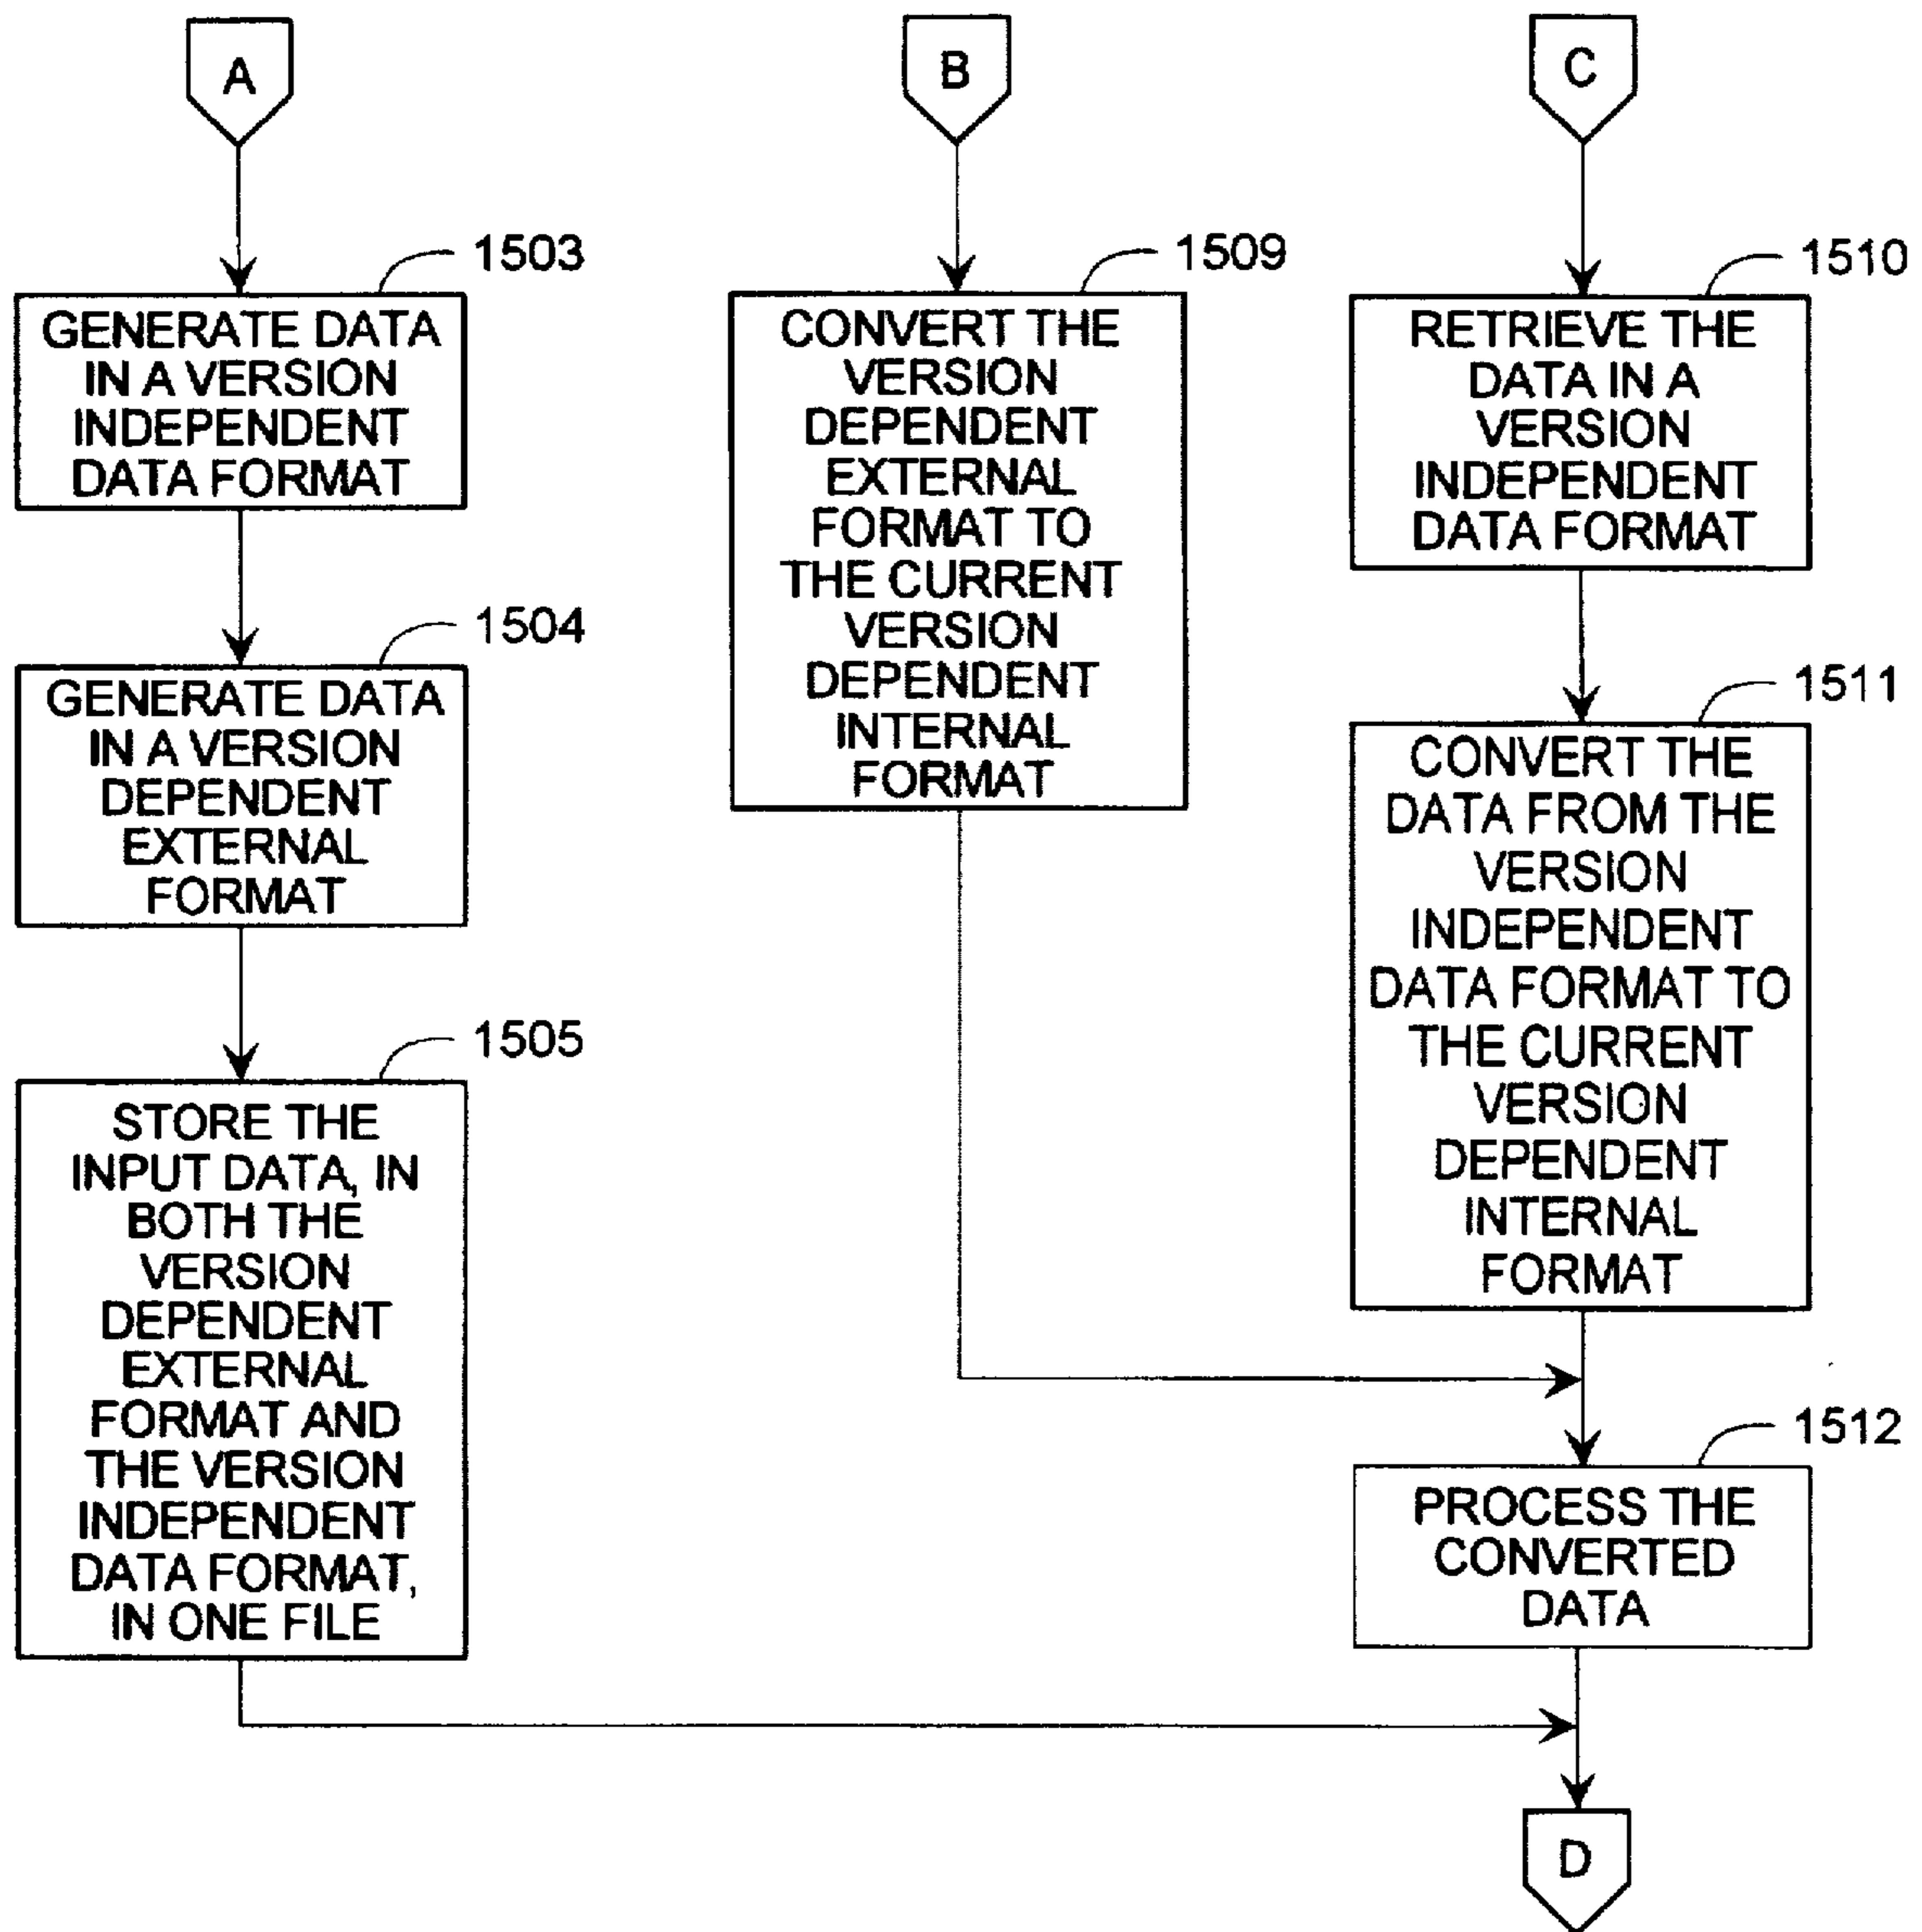 A
1503
GENERATE DATA
IN A VERSION
INDEPENDENT
DATA FORMAT
1504
GENERATE DATA
IN A VERSION
DEPENDENT
EXTERNAL
FORMAT
1505
STORE THE
INPUT DATA, IN
BOTH THE
VERSION
DEPENDENT
EXTERNAL
FORMAT AND
THE VERSION
INDEPENDENT
DATA FORMAT,
IN ONE FILE
B
1509
CONVERT THE
VERSION
DEPENDENT
EXTERNAL
FORMAT TO
THE CURRENT
VERSION
DEPENDENT
INTERNAL
FORMAT
C
1510
RETRIEVE THE
DATA IN A
VERSION
INDEPENDENT
DATA FORMAT
1511
CONVERT THE
DATA FROM THE
VERSION
INDEPENDENT
DATA FORMAT TO
THE CURRENT
VERSION
DEPENDENT
INTERNAL
FORMAT
1512
PROCESS THE
CONVERTED
DATA
D